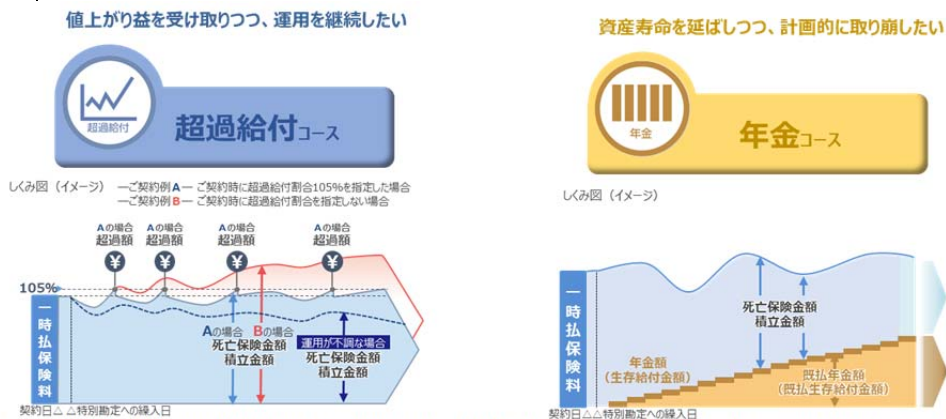 値上がり益を受け取りつつ、運用を継続したい
超過給付
超過給付コース
しくみ図（イメージ） ―ご契約例A― ご契約時に超過給付割合105%を指定した場合
―ご契約例B― ご契約時に超過給付割合を指定しない場合
Aの場合 Aの場合 Aの場合 Aの場合
超過額 超過額 超過額 超過額
¥ ¥ ¥ ¥
105%
一時払保険料
Aの場合 Bの場合
死亡保険金額
積立金額
運用が不調な場合
死亡保険金額
積立金額
契約日△ △特別勘定への繰入日
資産寿命を延ばしつつ、計画的に取り崩したい
年金
年金コース
しくみ図（イメージ）
一時払保険料
死亡保険金額
積立金額
年金額
（生存給付金額）
既払年金額
（既払生存給付金額）
契約日△△特別勘定への繰入日